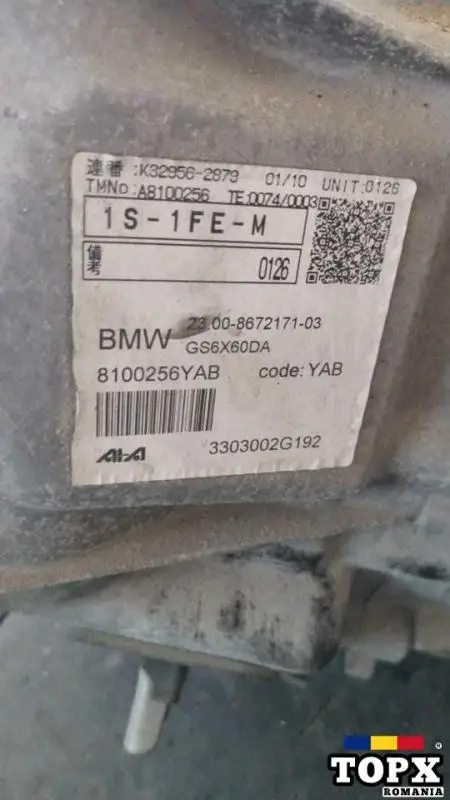 連番 :K32956-2879 01/10 UNIT:0126
TMNo :A8100256 TE:0074/0003
1S-1FE-M
備考 0126
23.00-8672171-03
BMW GS6X60DA
8100256YAB code: YAB
3303002G192
TOPX ®
ROMANIA